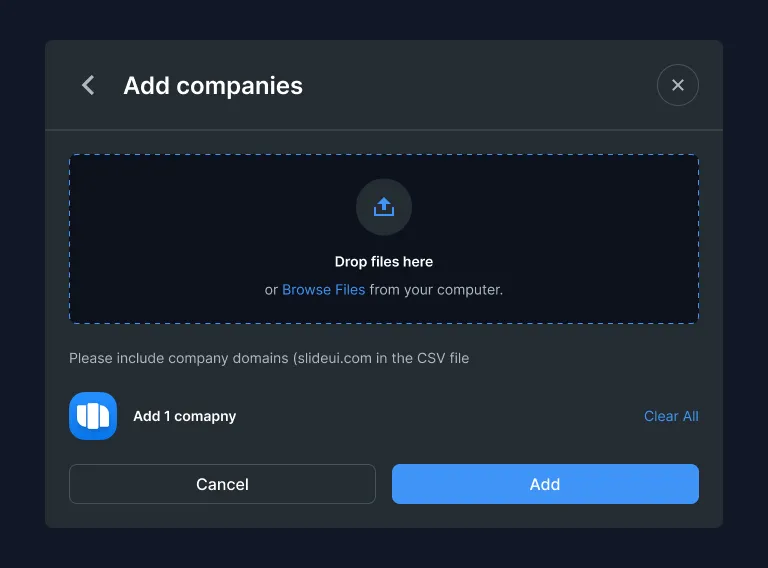 Add companies
Drop files here
or Browse Files from your computer.
Please include company domains (slideui.com in the CSV file
Add 1 comapny
Clear All
Cancel
Add